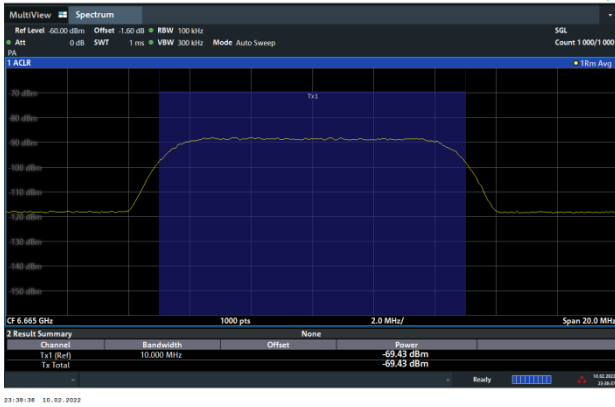 MultiView Spectrum
Ref Level -60.00 dBm Offset -1.60 dB RBW 100 kHz SGL
Att 0 dB SWT 1 ms VBW 300 kHz Mode Auto Sweep Count 1 000/1 000
PA
1 ACLR 1Rm Avg
Tx1
-70 dBm
-80 dBm
-90 dBm
-100 dBm
-110 dBm
-120 dBm
-130 dBm
-140 dBm
-150 dBm
CF 6.665 GHz 1000 pts 2.0 MHz/ Span 20.0 MHz
2 Result Summary None
Channel Bandwidth Offset Power
Tx1 (Ref) 10.000 MHz -69.43 dBm
Tx Total -69.43 dBm
Ready 10.02.2022
23:38:37
23:38:38 10.02.2022